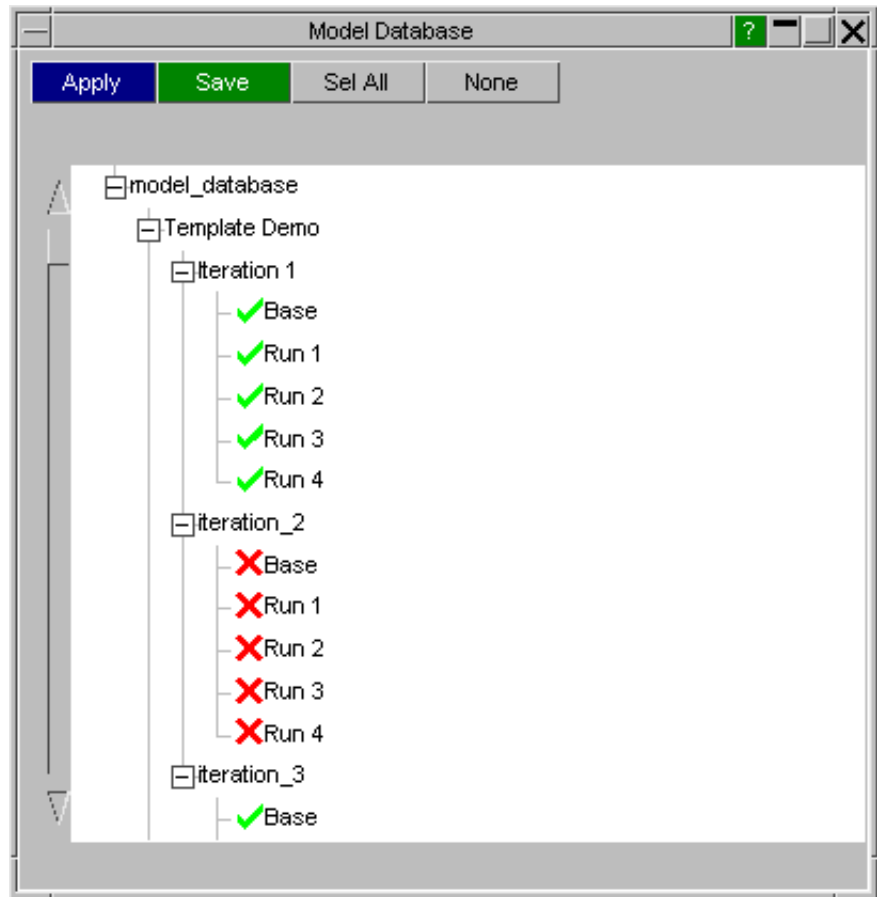 Model Database ?
Apply Save Sel All None
model_database
Template Demo
Iteration 1
Base
Run 1
Run 2
Run 3
Run 4
iteration_2
Base
Run 1
Run 2
Run 3
Run 4
iteration_3
Base